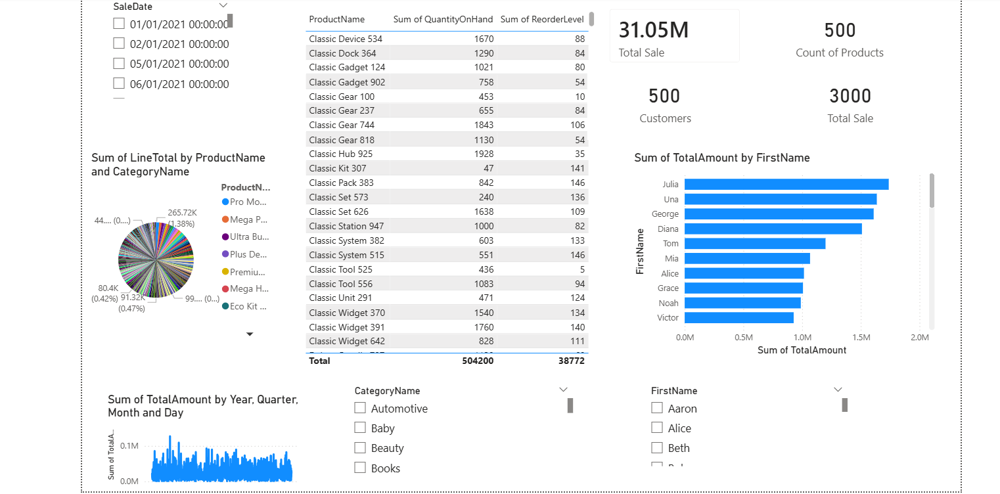 SaleDate
01/01/2021 00:00:00
02/01/2021 00:00:00
05/01/2021 00:00:00
06/01/2021 00:00:00
ProductName Sum of QuantityOnHand Sum of ReorderLevel
Classic Device 534 1670 88
Classic Dock 364 1290 84
Classic Gadget 124 1021 80
Classic Gadget 902 758 54
Classic Gear 100 453 10
Classic Gear 237 655 84
Classic Gear 744 1843 106
Classic Gear 818 1130 54
Classic Hub 925 1928 35
Classic Kit 307 47 141
Classic Pack 383 842 146
Classic Set 573 240 136
Classic Set 626 1638 109
Classic Station 947 1000 82
Classic System 382 603 133
Classic System 515 551 146
Classic Tool 525 436 5
Classic Tool 556 1083 94
Classic Unit 291 471 124
Classic Widget 370 1540 134
Classic Widget 391 1760 140
Classic Widget 642 828 111
Total 504200 38772
31.05M
Total Sale
500
Count of Products
500
Customers
3000
Total Sale
Sum of LineTotal by ProductName
and CategoryName
ProductN...
Pro Mo...
Mega P...
Ultra Bu...
Plus De...
Premiu...
Mega H...
Eco Kit ...
265.72K
(1.38%)
44.... (0....)
80.4K
(0.42%)
91.32K
(0.47%)
99.... (0...)
Sum of TotalAmount by FirstName
FirstName
Julia
Una
George
Diana
Tom
Mia
Alice
Grace
Noah
Victor
0.0M 0.5M 1.0M 1.5M 2.0M
Sum of TotalAmount
Sum of TotalAmount by Year, Quarter,
Month and Day
Sum of TotalA...
0.1M
0.0M
CategoryName
Automotive
Baby
Beauty
Books
FirstName
Aaron
Alice
Beth